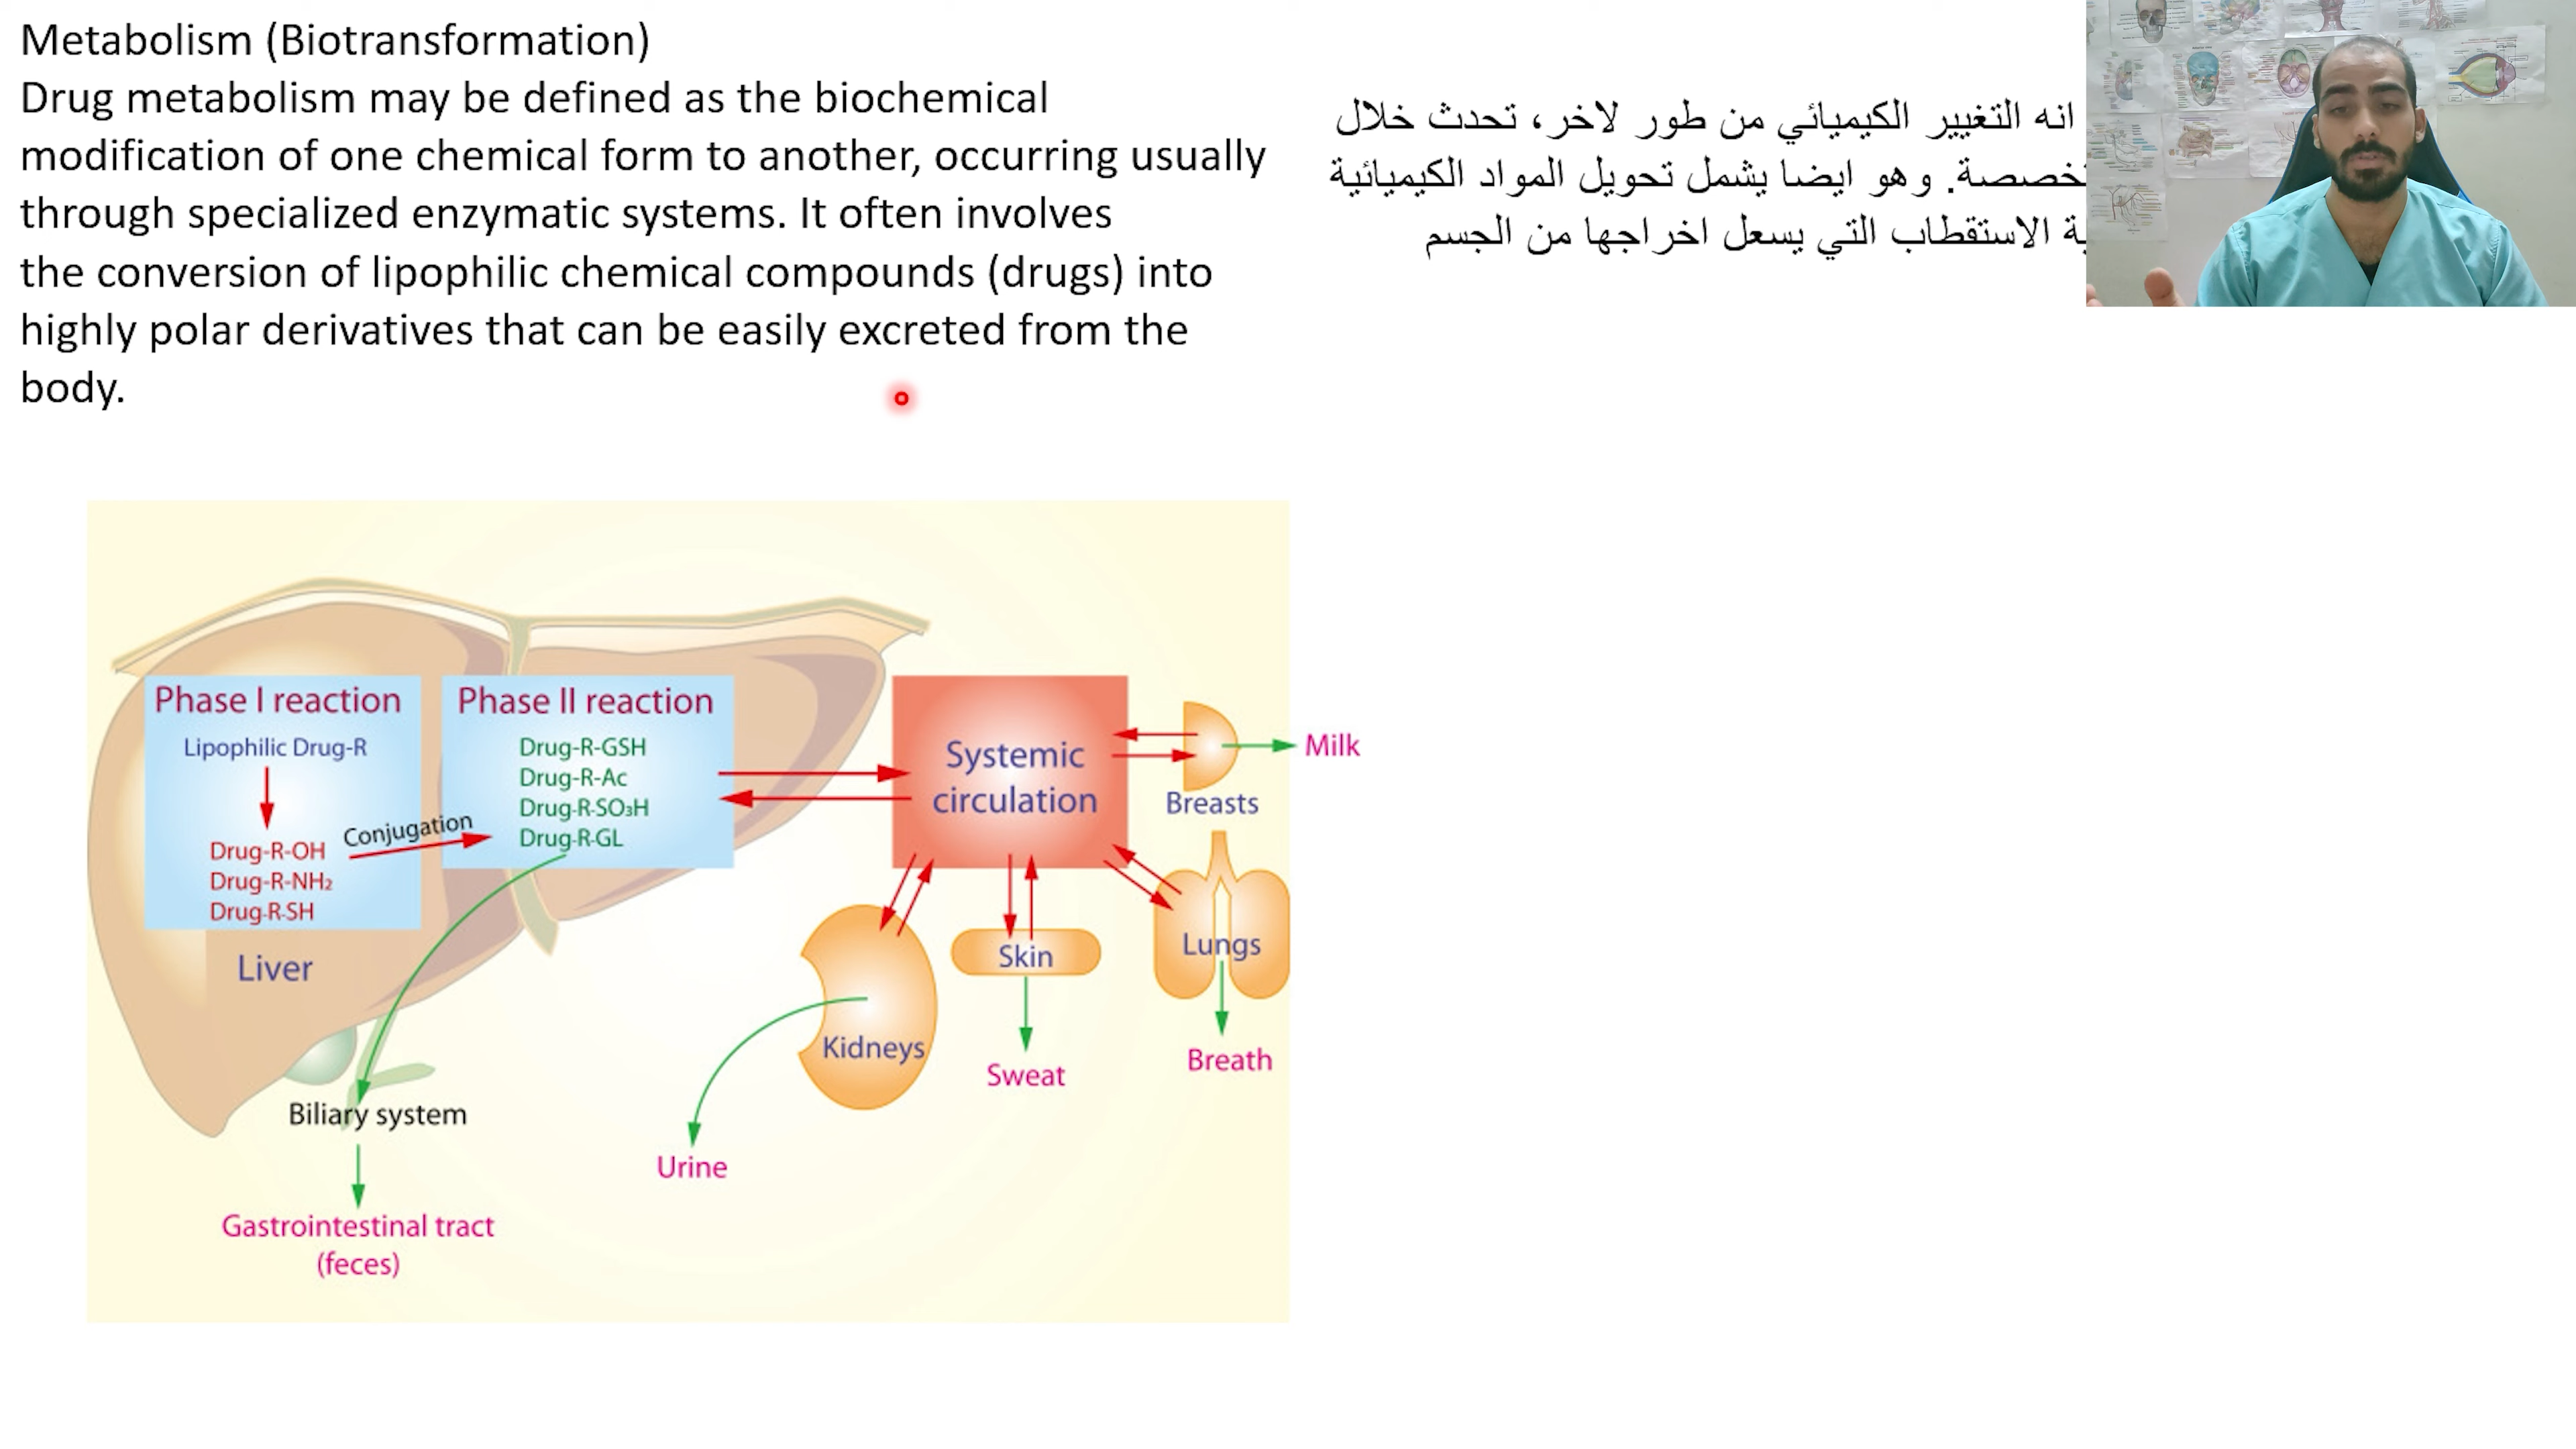 Metabolism (Biotransformation)
Drug metabolism may be defined as the biochemical
modification of one chemical form to another, occurring usually
through specialized enzymatic systems. It often involves
the conversion of lipophilic chemical compounds (drugs) into
highly polar derivatives that can be easily excreted from the
body.
انه التغيير الكيميائي من طور لاخر، تحدث خلال
وهو ايضا يشمل تحويل المواد الكيميائية
الاستقطاب التي يسعل اخراجها من الجسم
Phase I reaction
Lipophilic Drug-R
Drug-R-OH
Drug-R-NH₂
Drug-R-SH
Conjugation
Phase II reaction
Drug-R-GSH
Drug-R-Ac
Drug-R-SO₃H
Drug-R-GL
Liver
Biliary system
Gastrointestinal tract
(feces)
Systemic
circulation
Breasts
Milk
Lungs
Breath
Skin
Sweat
Kidneys
Urine